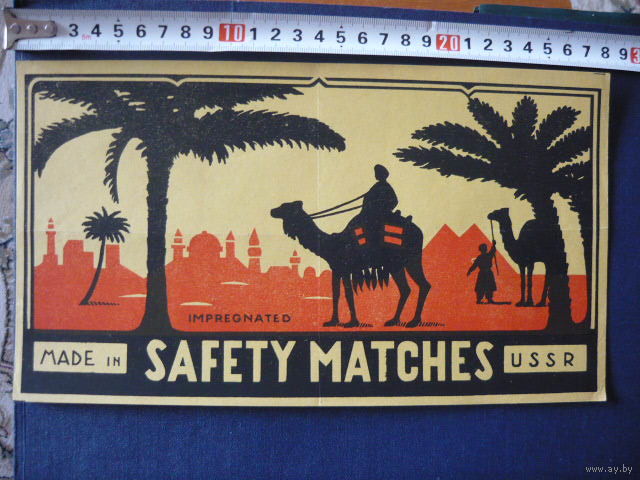 3 4 5 6 7 8 9 10 1 2 3 4 5 6 7 8 9 20 1 2 3 4 5 6 7 8 9 3
IMPREGNATED
MADE IN SAFETY MATCHES USSR
www.ay.by